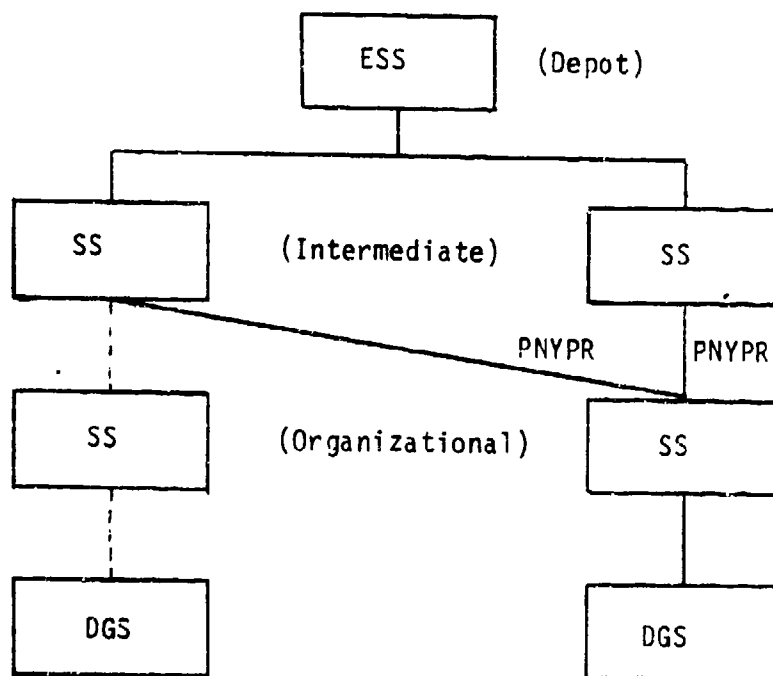 ESS (Depot)
SS (Intermediate) SS
PNYPR PNYPR
SS (Organizational) SS
DGS DGS